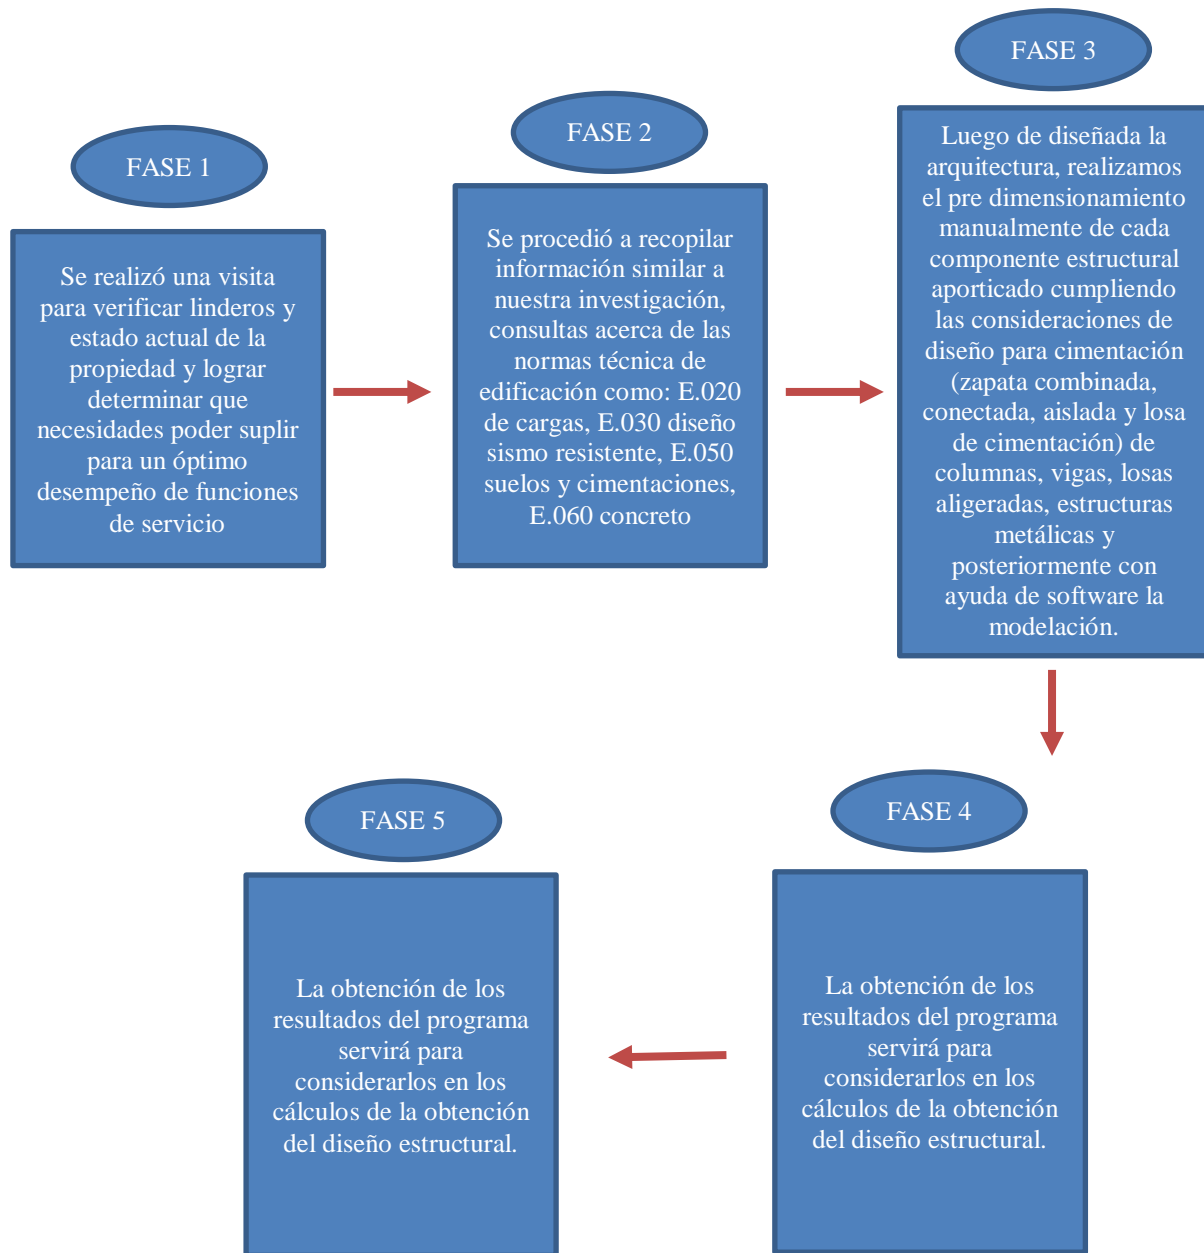 FASE 1
Se realizó una visita
para verificar linderos y
estado actual de la
propiedad y lograr
determinar que
necesidades poder suplir
para un óptimo
desempeño de funciones
de servicio
FASE 2
Se procedió a recopilar
información similar a
nuestra investigación,
consultas acerca de las
normas técnica de
edificación como: E.020
de cargas, E.030 diseño
sismo resistente, E.050
suelos y cimentaciones,
E.060 concreto
FASE 3
Luego de diseñada la
arquitectura, realizamos
el pre dimensionamiento
manualmente de cada
componente estructural
aporticado cumpliendo
las consideraciones de
diseño para cimentación
(zapata combinada,
conectada, aislada y losa
de cimentación) de
columnas, vigas, losas
aligeradas, estructuras
metálicas y
posteriormente con
ayuda de software la
modelación.
FASE 4
La obtención de los
resultados del programa
servirá para
considerarlos en los
cálculos de la obtención
del diseño estructural.
FASE 5
La obtención de los
resultados del programa
servirá para
considerarlos en los
cálculos de la obtención
del diseño estructural.